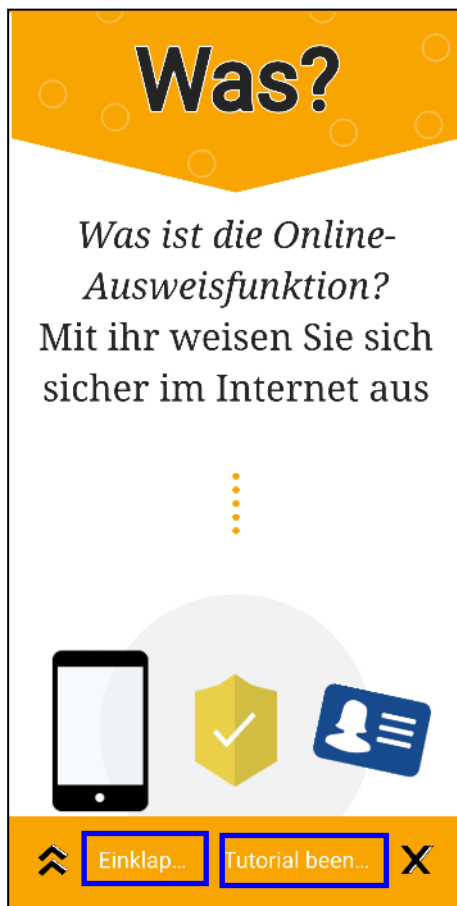 Was?
Was ist die Online-
Ausweisfunktion?
Mit ihr weisen Sie sich
sicher im Internet aus
Einklap...
Tutorial been...